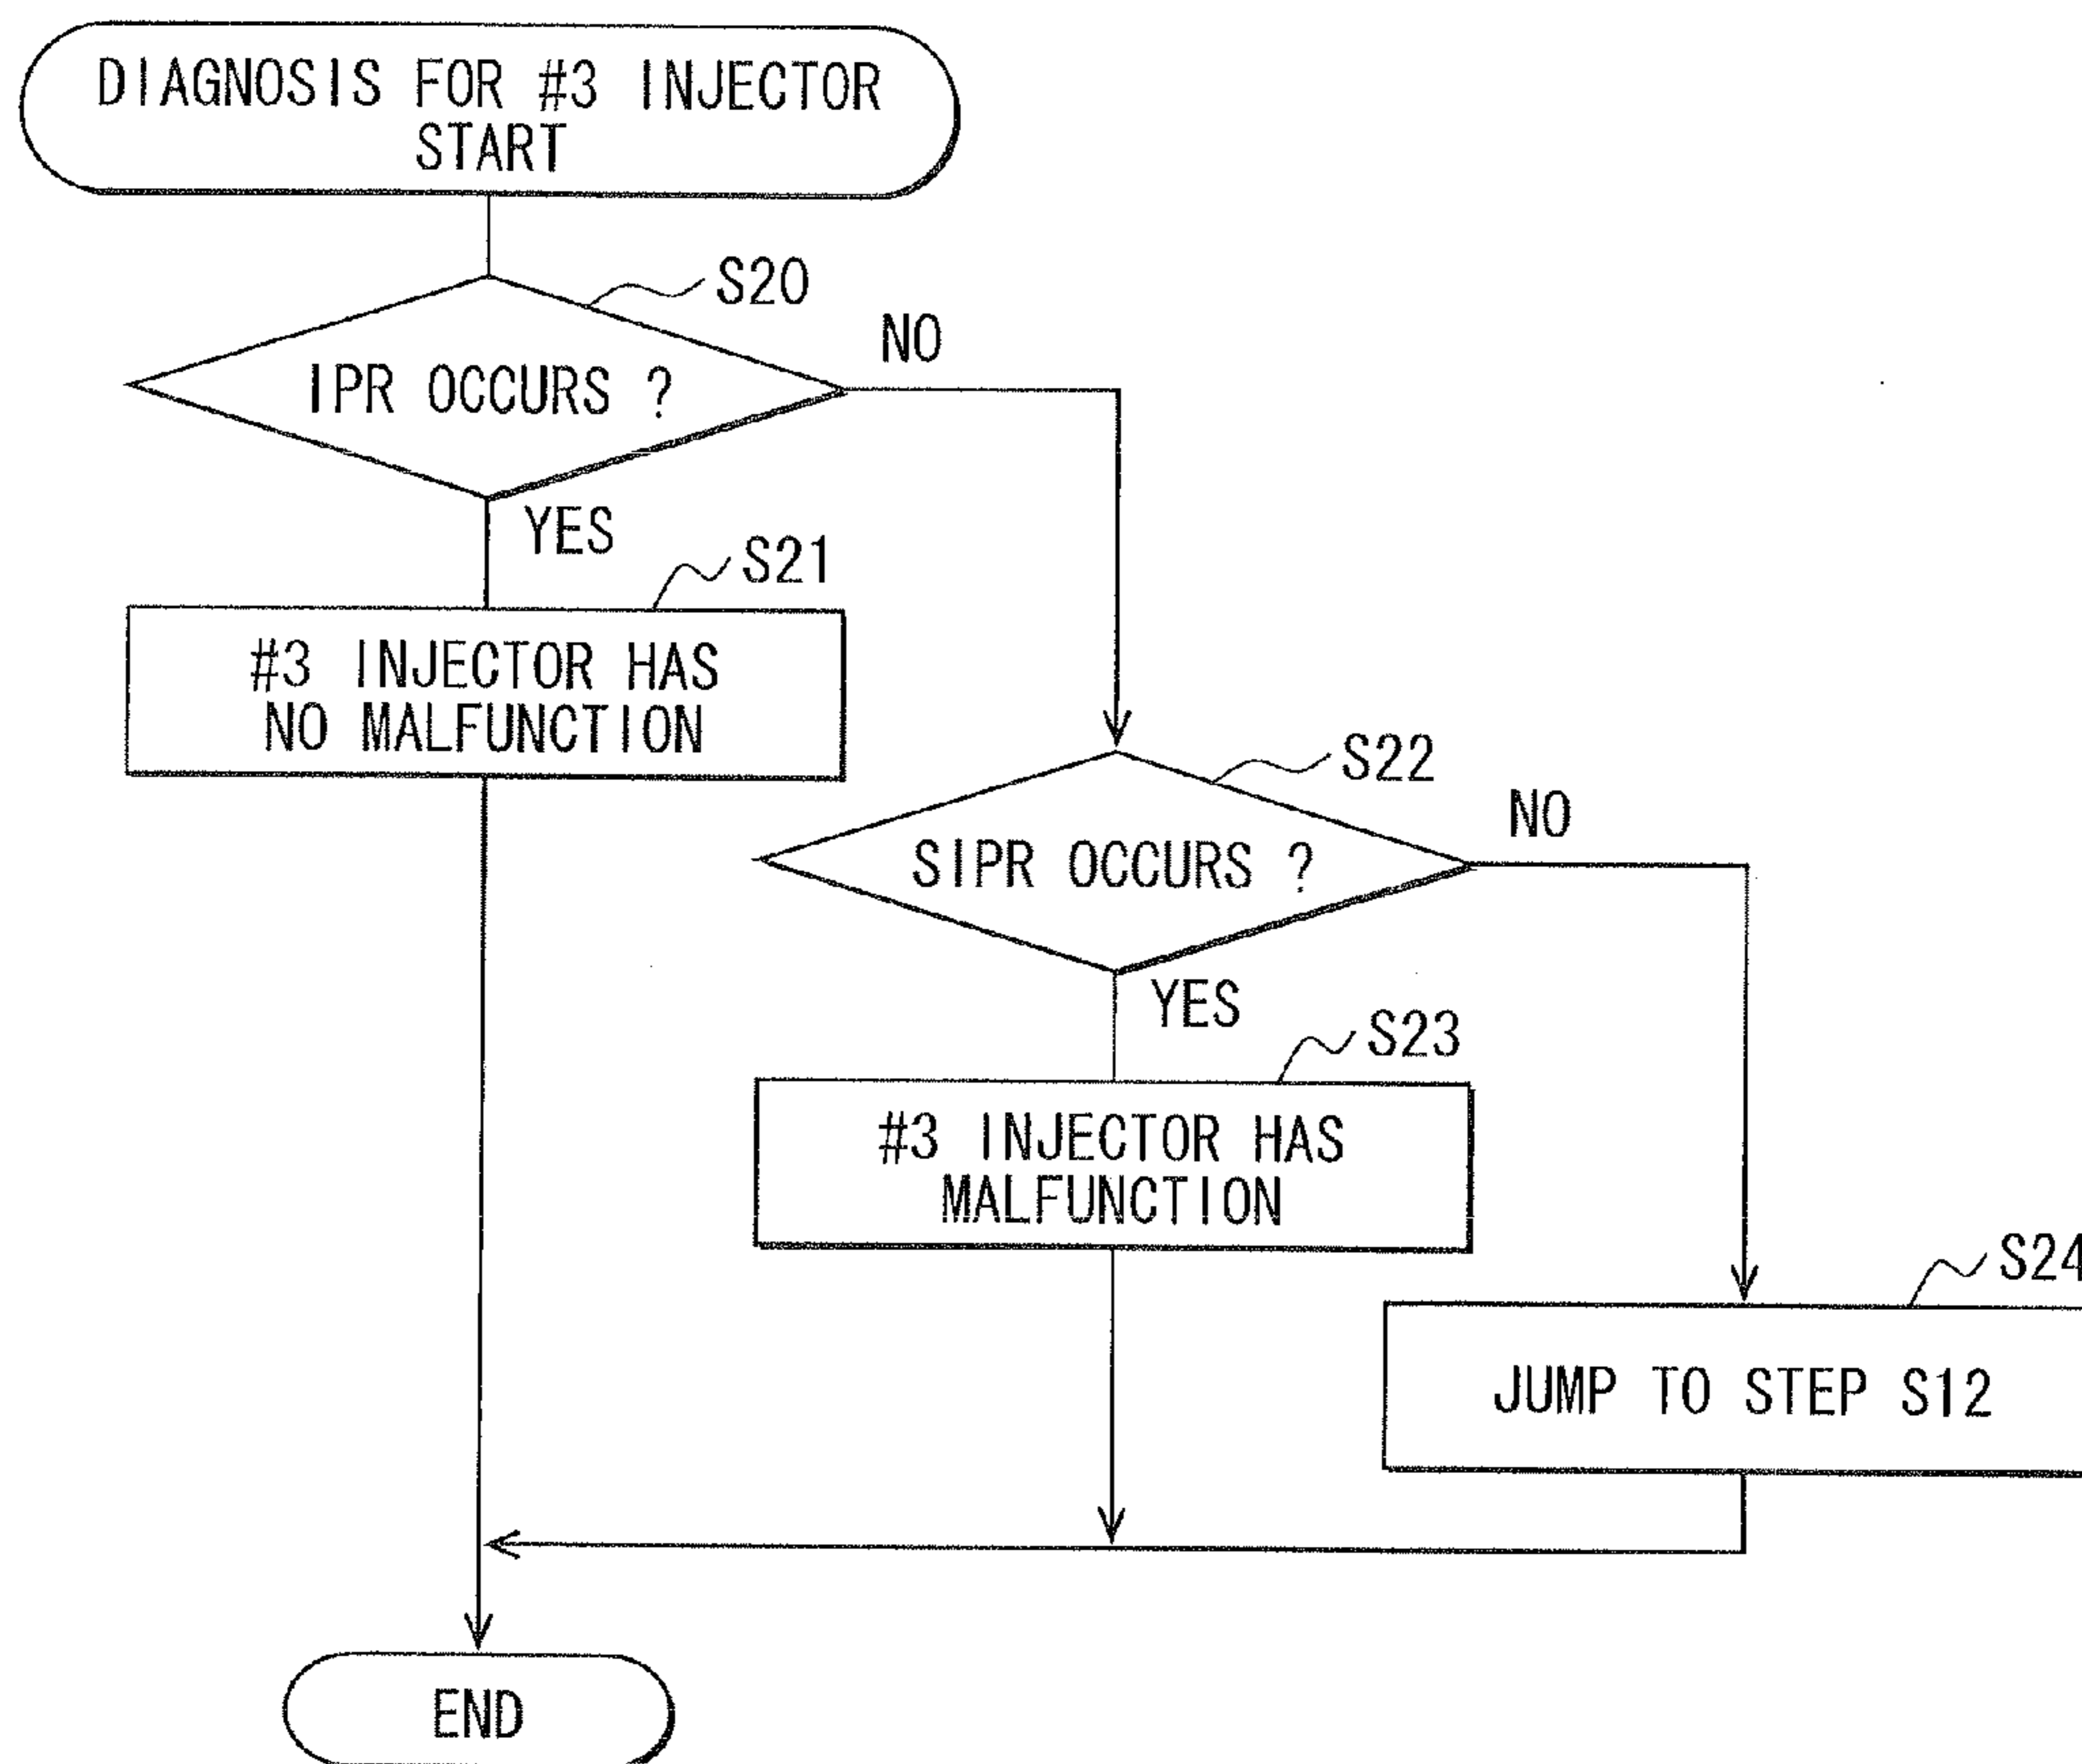 DIAGNOSIS FOR #3 INJECTOR
START
S20
IPR OCCURS ?
NO
YES
S21
#3 INJECTOR HAS
NO MALFUNCTION
S22
SIPR OCCURS ?
NO
YES
S23
#3 INJECTOR HAS
MALFUNCTION
S24
JUMP TO STEP S12
END